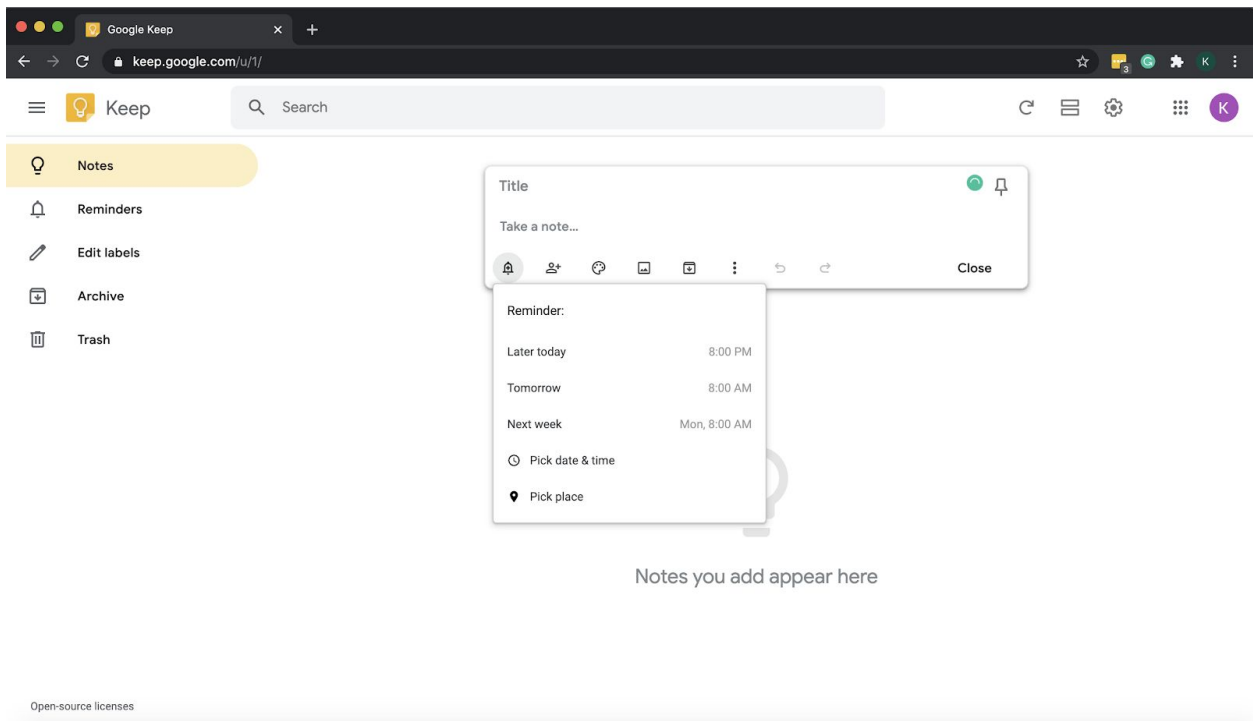 Google Keep
keep.google.com/u/1/
3
G
K
Keep
Search
K
Notes
Reminders
Edit labels
Archive
Trash
Title
Take a note…
Close
Reminder:
Later today 8:00 PM
Tomorrow 8:00 AM
Next week Mon, 8:00 AM
Pick date & time
Pick place
Notes you add appear here
Open-source licenses